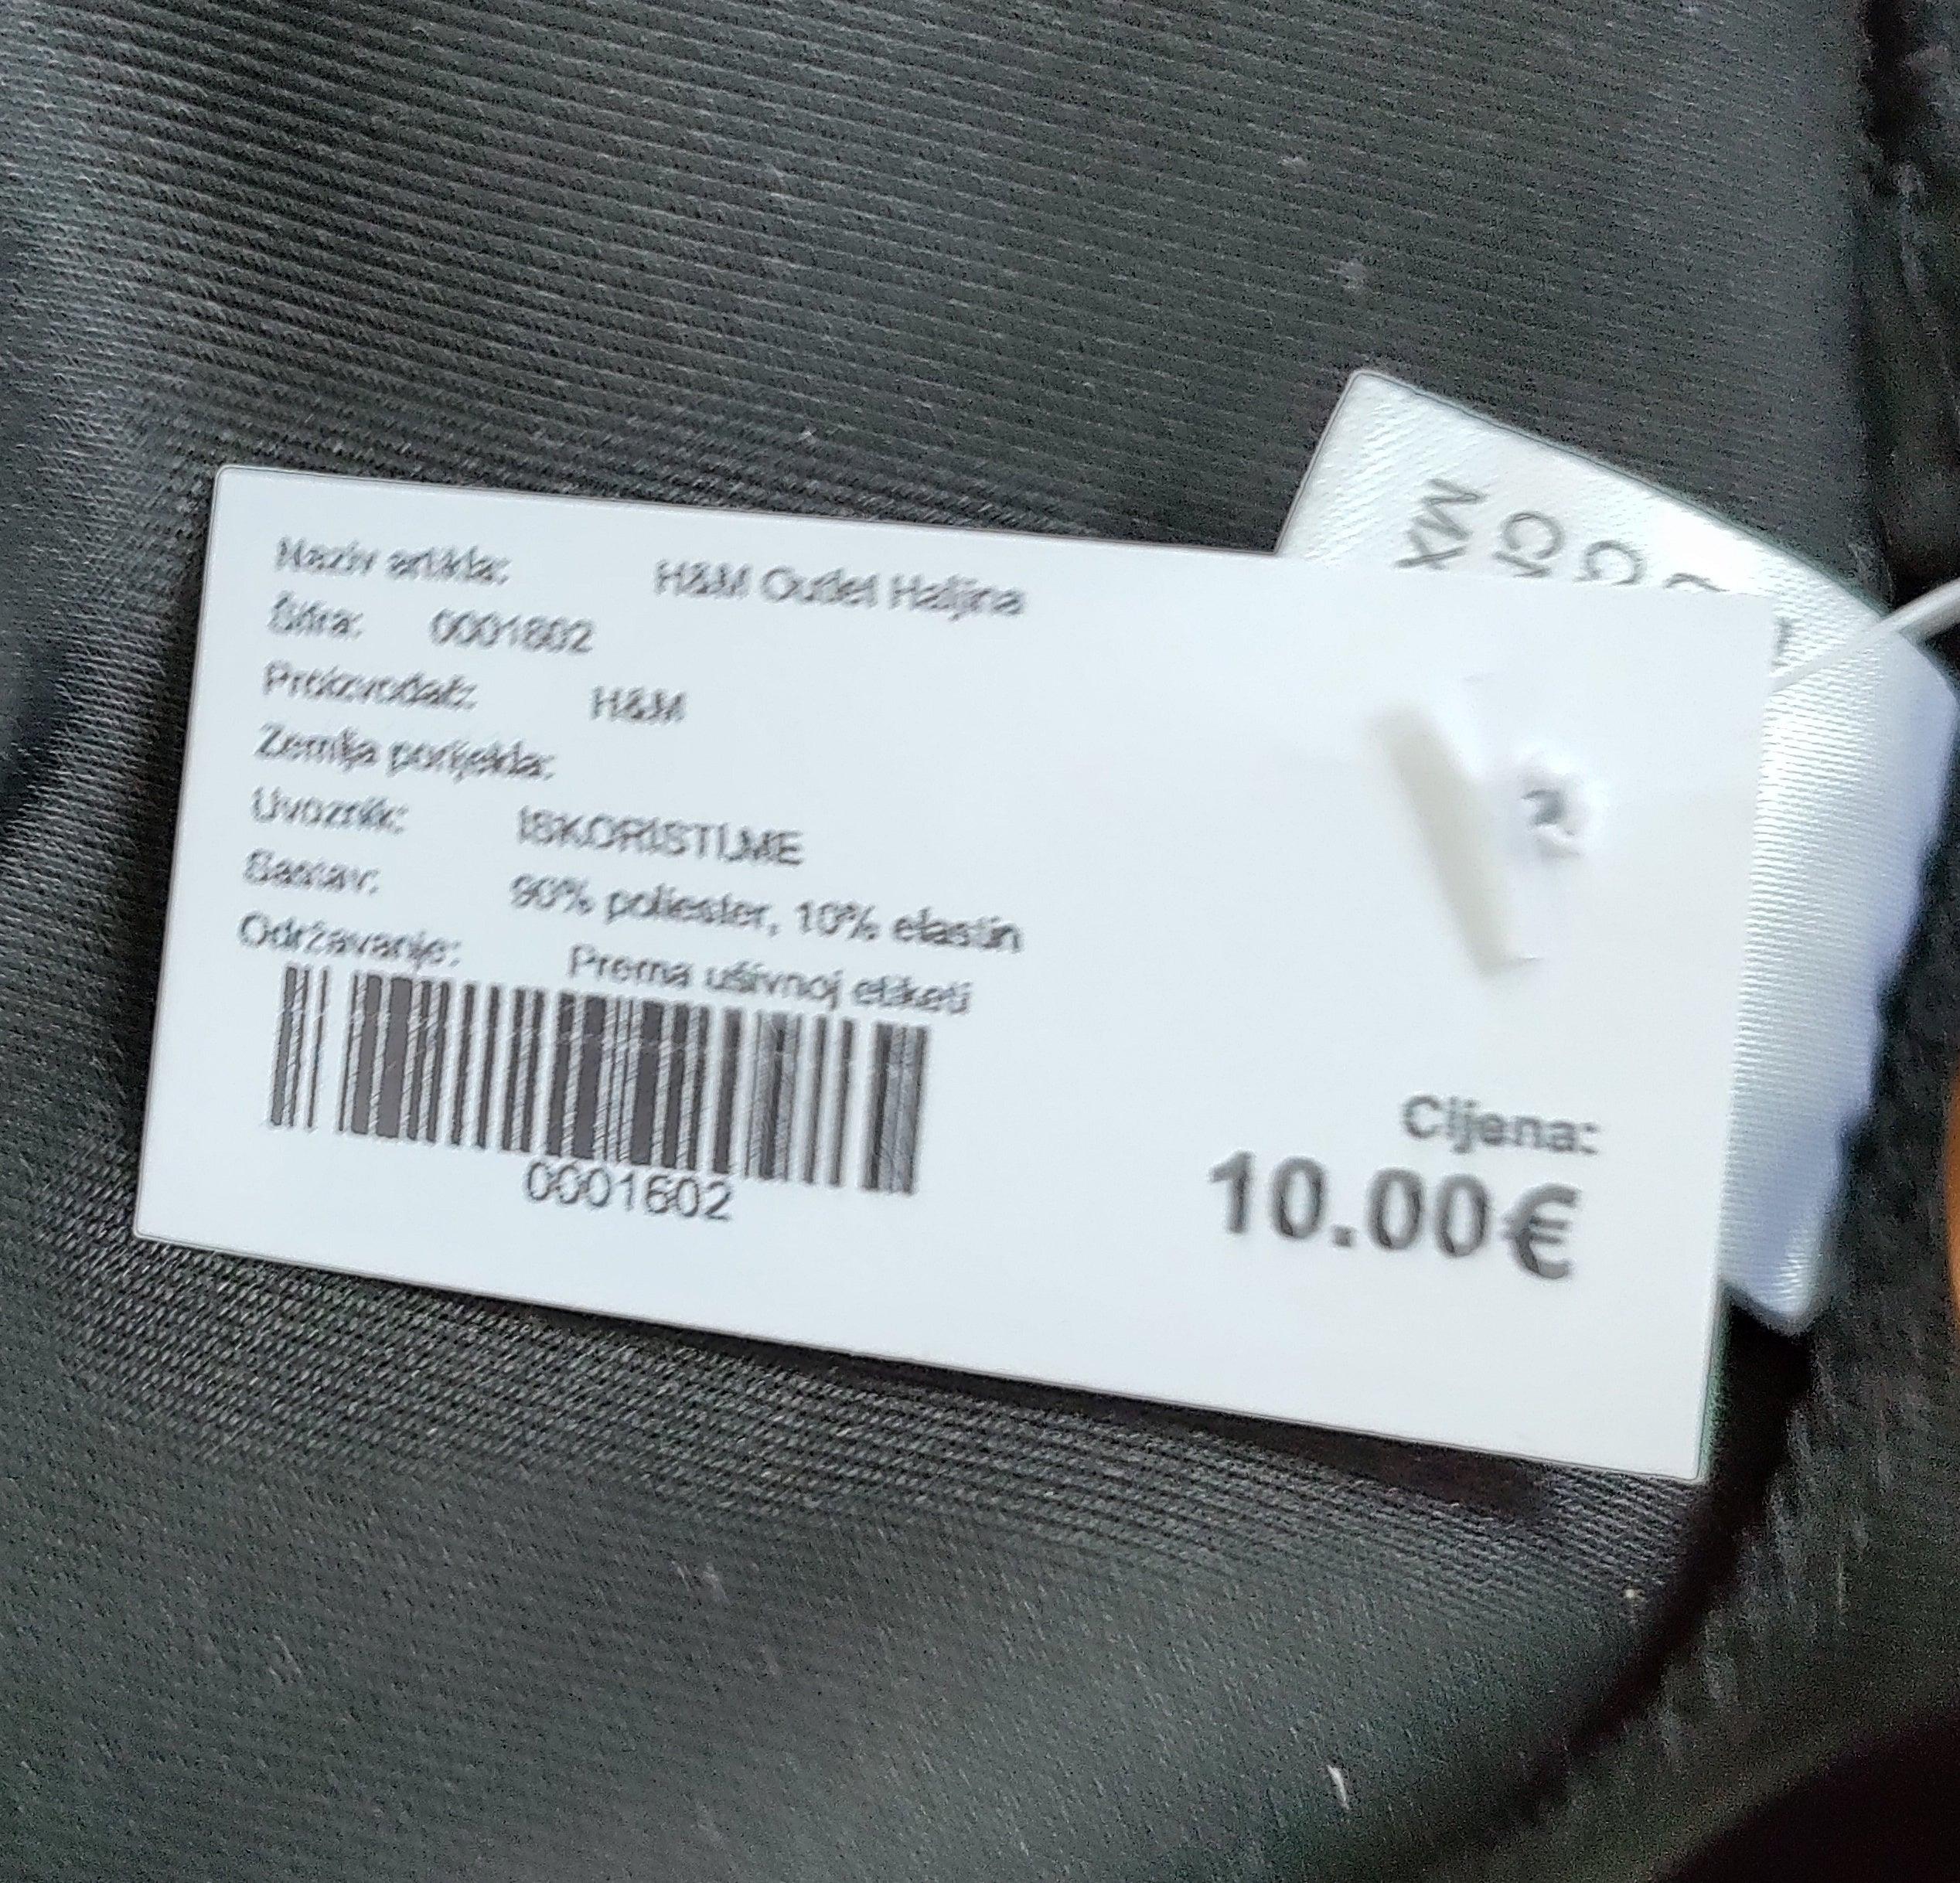 Naziv artikla: H&M Outlet Haljina
Šifra: 0001602
Proizvođač: H&M
Zemlja porijekla:
Uvoznik: ISKORISTI.ME
Sastav: 90% poliester, 10% elastin
Održavanje: Prema ušivnoj etiketi
0001602
Cijena:
10.00€
MX